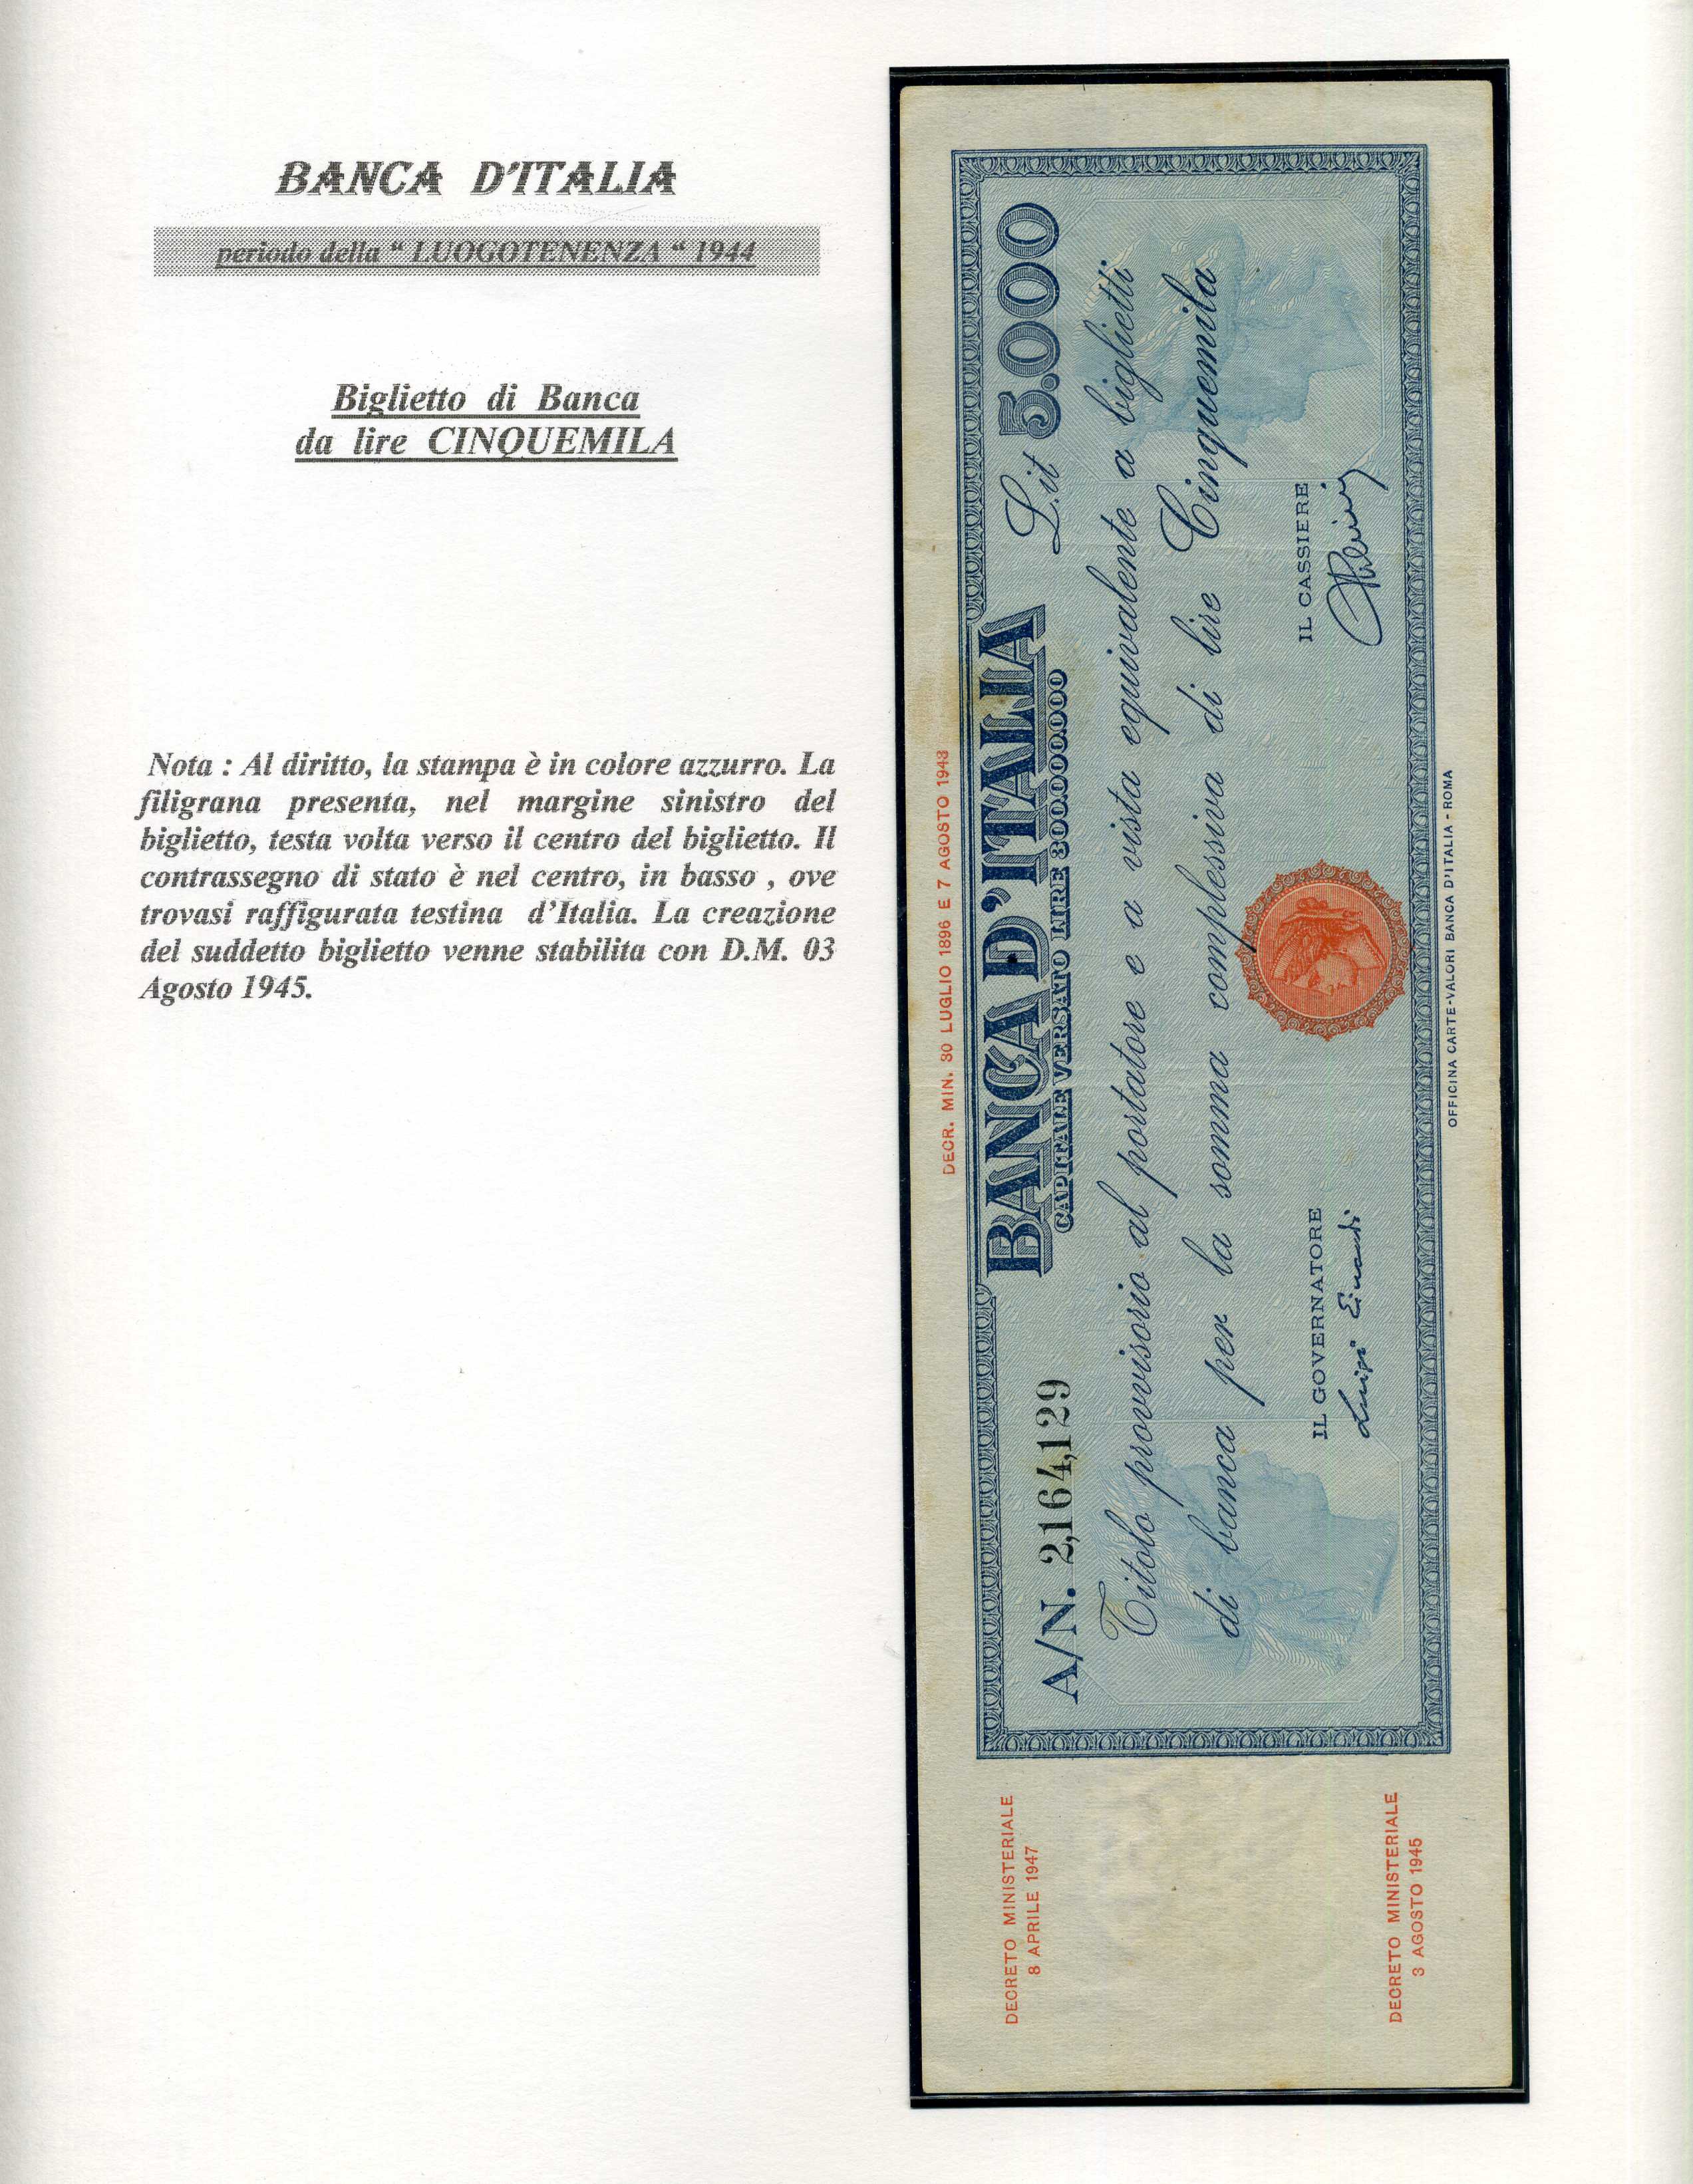 BANCA D'ITALIA
periodo della “ LUOGOTENENZA “ 1944
Biglietto di Banca
da lire CINQUEMILA
Nota : Al diritto, la stampa è in colore azzurro. La
filigrana presenta, nel margine sinistro del
biglietto, testa volta verso il centro del biglietto. Il
contrassegno di stato è nel centro, in basso , ove
trovasi raffigurata testina d’Italia. La creazione
del suddetto biglietto venne stabilita con D.M. 03
Agosto 1945.
DECR. MIN. 30 LUGLIO 1896 E 7 AGOSTO 1943
BANCA D'ITALIA
CAPITALE VERSATO LIRE 300.000.000
A/N. 2,164,129
L.it 5.000
Titolo provvisorio al portatore e a vista equivalente a biglietti
di banca per la somma complessiva di lire Cinquemila
IL GOVERNATORE
Luigi Einaudi
IL CASSIERE
OFFICINA CARTE-VALORI BANCA D'ITALIA - ROMA
DECRETO MINISTERIALE
8 APRILE 1947
DECRETO MINISTERIALE
3 AGOSTO 1945